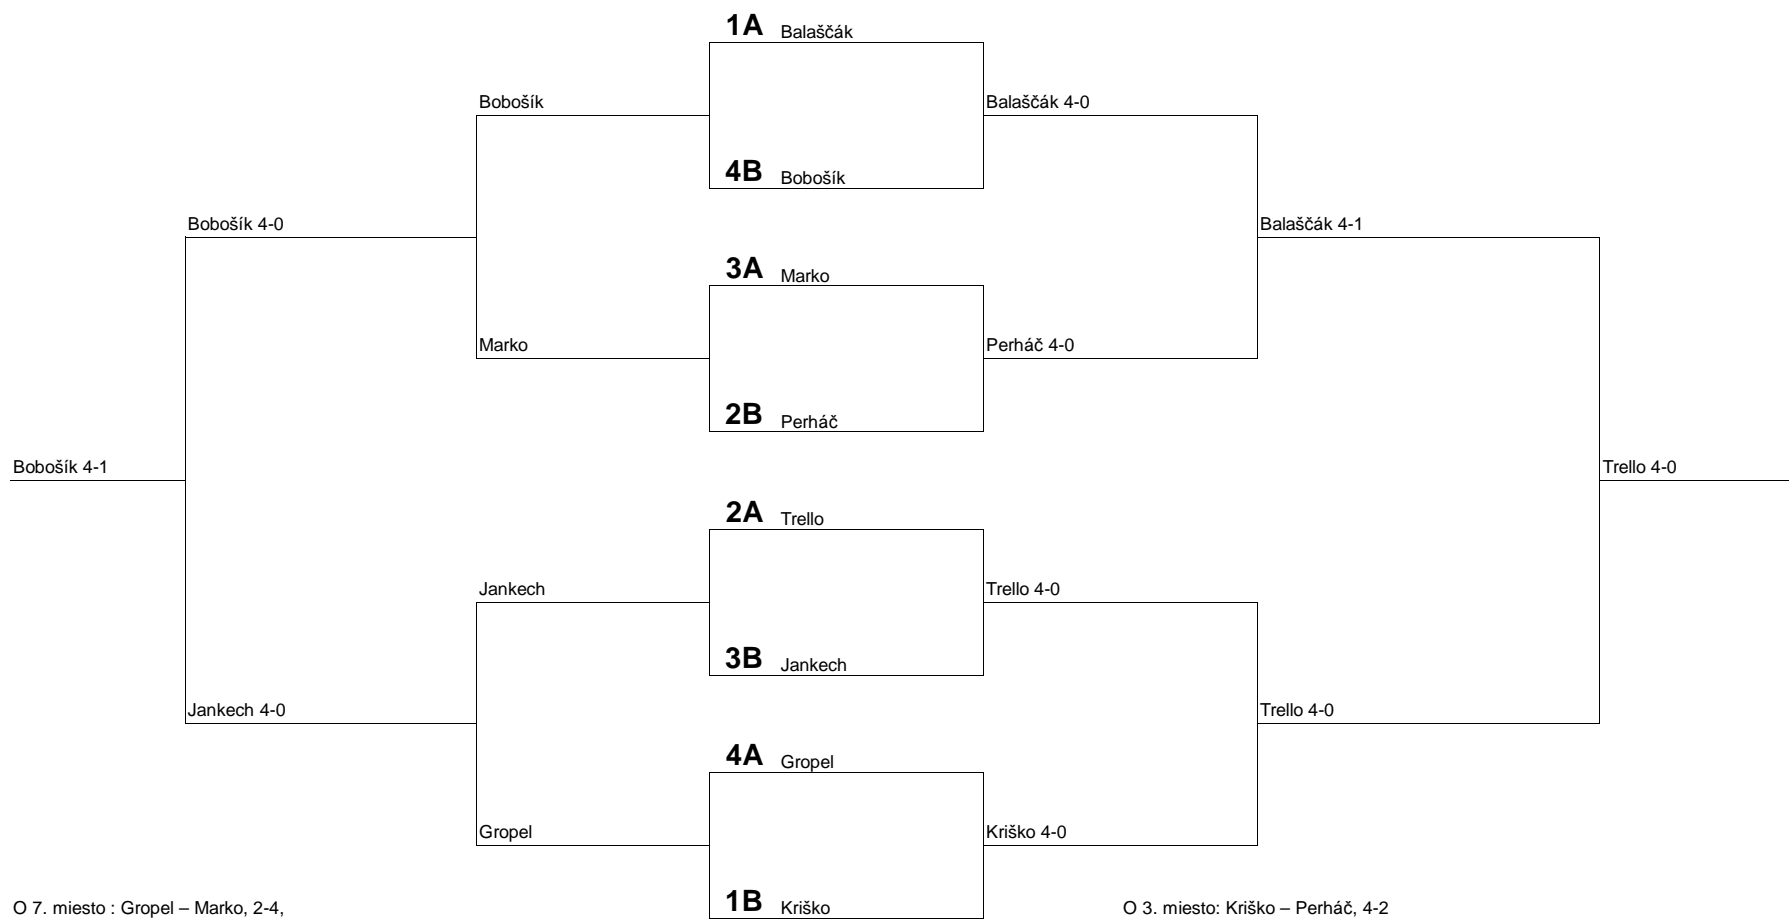 1A Balaščák
Bobošík Balaščák 4-0
4B Bobošík
Bobošík 4-0 Balaščák 4-1
3A Marko
Marko Perháč 4-0
2B Perháč
Bobošík 4-1 Trello 4-0
2A Trello
Jankech Trello 4-0
3B Jankech
Jankech 4-0 Trello 4-0
4A Gropel
Gropel Kriško 4-0
1B Kriško
O 7. miesto : Gropel – Marko, 2-4, O 3. miesto: Kriško – Perháč, 4-2